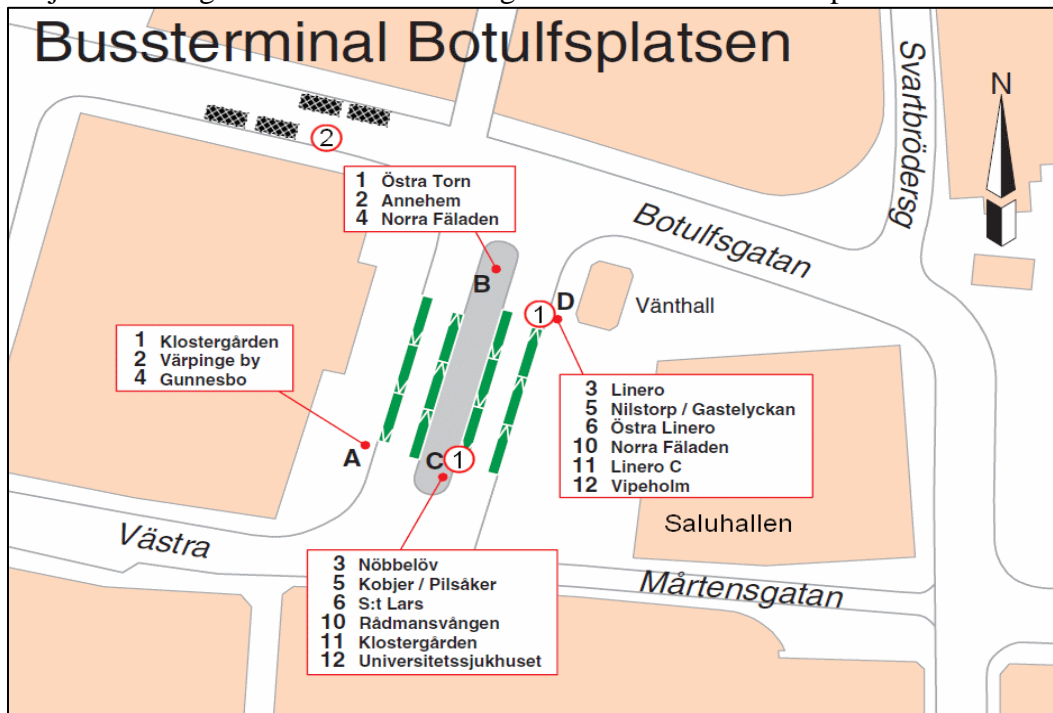 Bussterminal Botulfsplatsen
Svartbrödersg
N
2
1 Östra Torn
2 Annehem
4 Norra Fäladen
Botulfsgatan
B
1
D
Vänthall
1 Klostergården
2 Värpinge by
4 Gunnesbo
A
C
1
3 Linero
5 Nilstorp / Gastelyckan
6 Östra Linero
10 Norra Fäladen
11 Linero C
12 Vipeholm
Saluhallen
Västra
Mårtensgatan
3 Nöbbelöv
5 Kobjer / Pilsåker
6 S:t Lars
10 Rådmansvången
11 Klostergården
12 Universitetssjukhuset